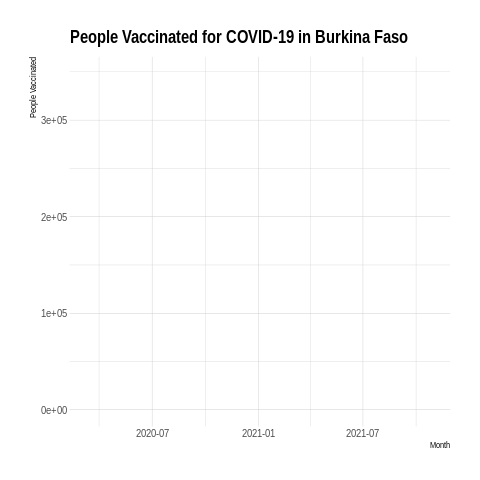 People Vaccinated for COVID-19 in Burkina Faso
People Vaccinated
3e+05
2e+05
1e+05
0e+00
2020-07
2021-01
2021-07
Month